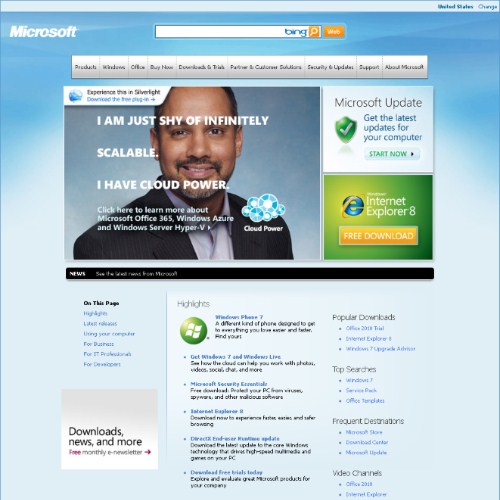 United States Change
Microsoft
bing Web
Products Windows Office Buy Now Downloads & Trials Partner & Customer Solutions Security & Updates Support About Microsoft
Experience this in Silverlight
Download the free plug-in
I AM JUST SHY OF INFINITELY
SCALABLE.
I HAVE CLOUD POWER.
Click here to learn more about
Microsoft Office 365, Windows Azure
and Windows Server Hyper-V
Cloud Power
Microsoft Update
Get the latest
updates for
your computer
START NOW
Windows
Internet
Explorer 8
FREE DOWNLOAD
NEWS See the latest news from Microsoft
On This Page
Highlights
Latest releases
Using your computer
For Business
For IT Professionals
For Developers
Downloads,
news, and more
Free monthly e-newsletter
Highlights
Windows Phone 7
A different kind of phone designed to get
to everything you love easier and faster.
Find yours
Get Windows 7 and Windows Live
See how the cloud can help you work with photos,
videos, social, chat, and more
Microsoft Security Essentials
Free download: Protect your PC from viruses,
spyware, and other malicious software
Internet Explorer 8
Download now to experience faster, easier, and safer
browsing
DirectX End-user Runtime update
Download the latest update to the core Windows
technology that drives high-speed multimedia and
games on your PC
Download free trials today
Explore and evaluate great Microsoft products for
your company
Popular Downloads
Office 2010 Trial
Internet Explorer 8
Windows 7 Upgrade Advisor
Top Searches
Windows 7
Service Pack
Office Templates
Frequent Destinations
Microsoft Store
Download Center
Microsoft Update
Video Channels
Office 2010